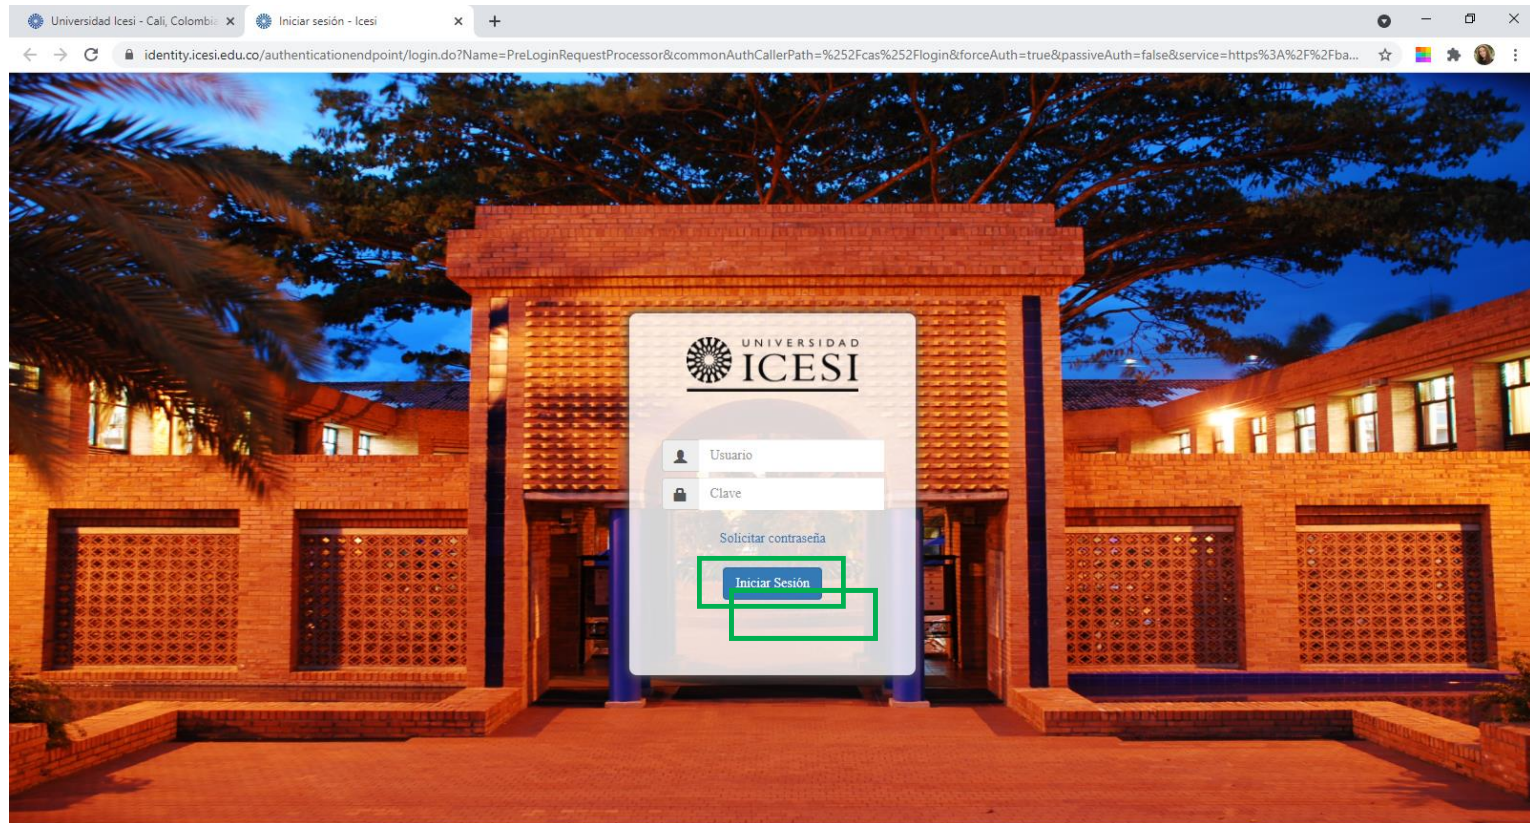 Universidad Icesi - Cali, Colombia
Iniciar sesión - Icesi
identity.icesi.edu.co/authenticationendpoint/login.do?Name=PreLoginRequestProcessor&commonAuthCallerPath=%252Fcas%252Flogin&forceAuth=true&passiveAuth=false&service=https%3A%2F%2Fba...
UNIVERSIDAD
ICESI
Usuario
Clave
Solicitar contraseña
Iniciar Sesión